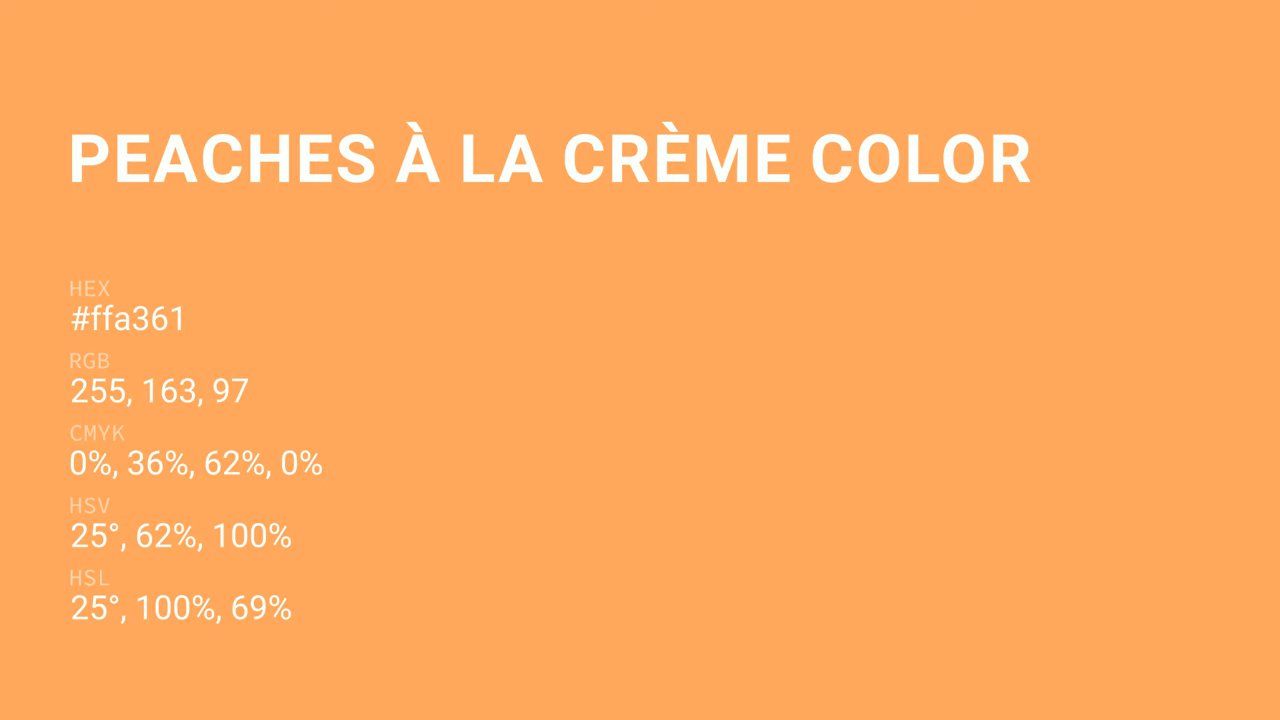 PEACHES À LA CRÈME COLOR
HEX
#ffa361
RGB
255, 163, 97
CMYK
0%, 36%, 62%, 0%
HSV
25°, 62%, 100%
HSL
25°, 100%, 69%